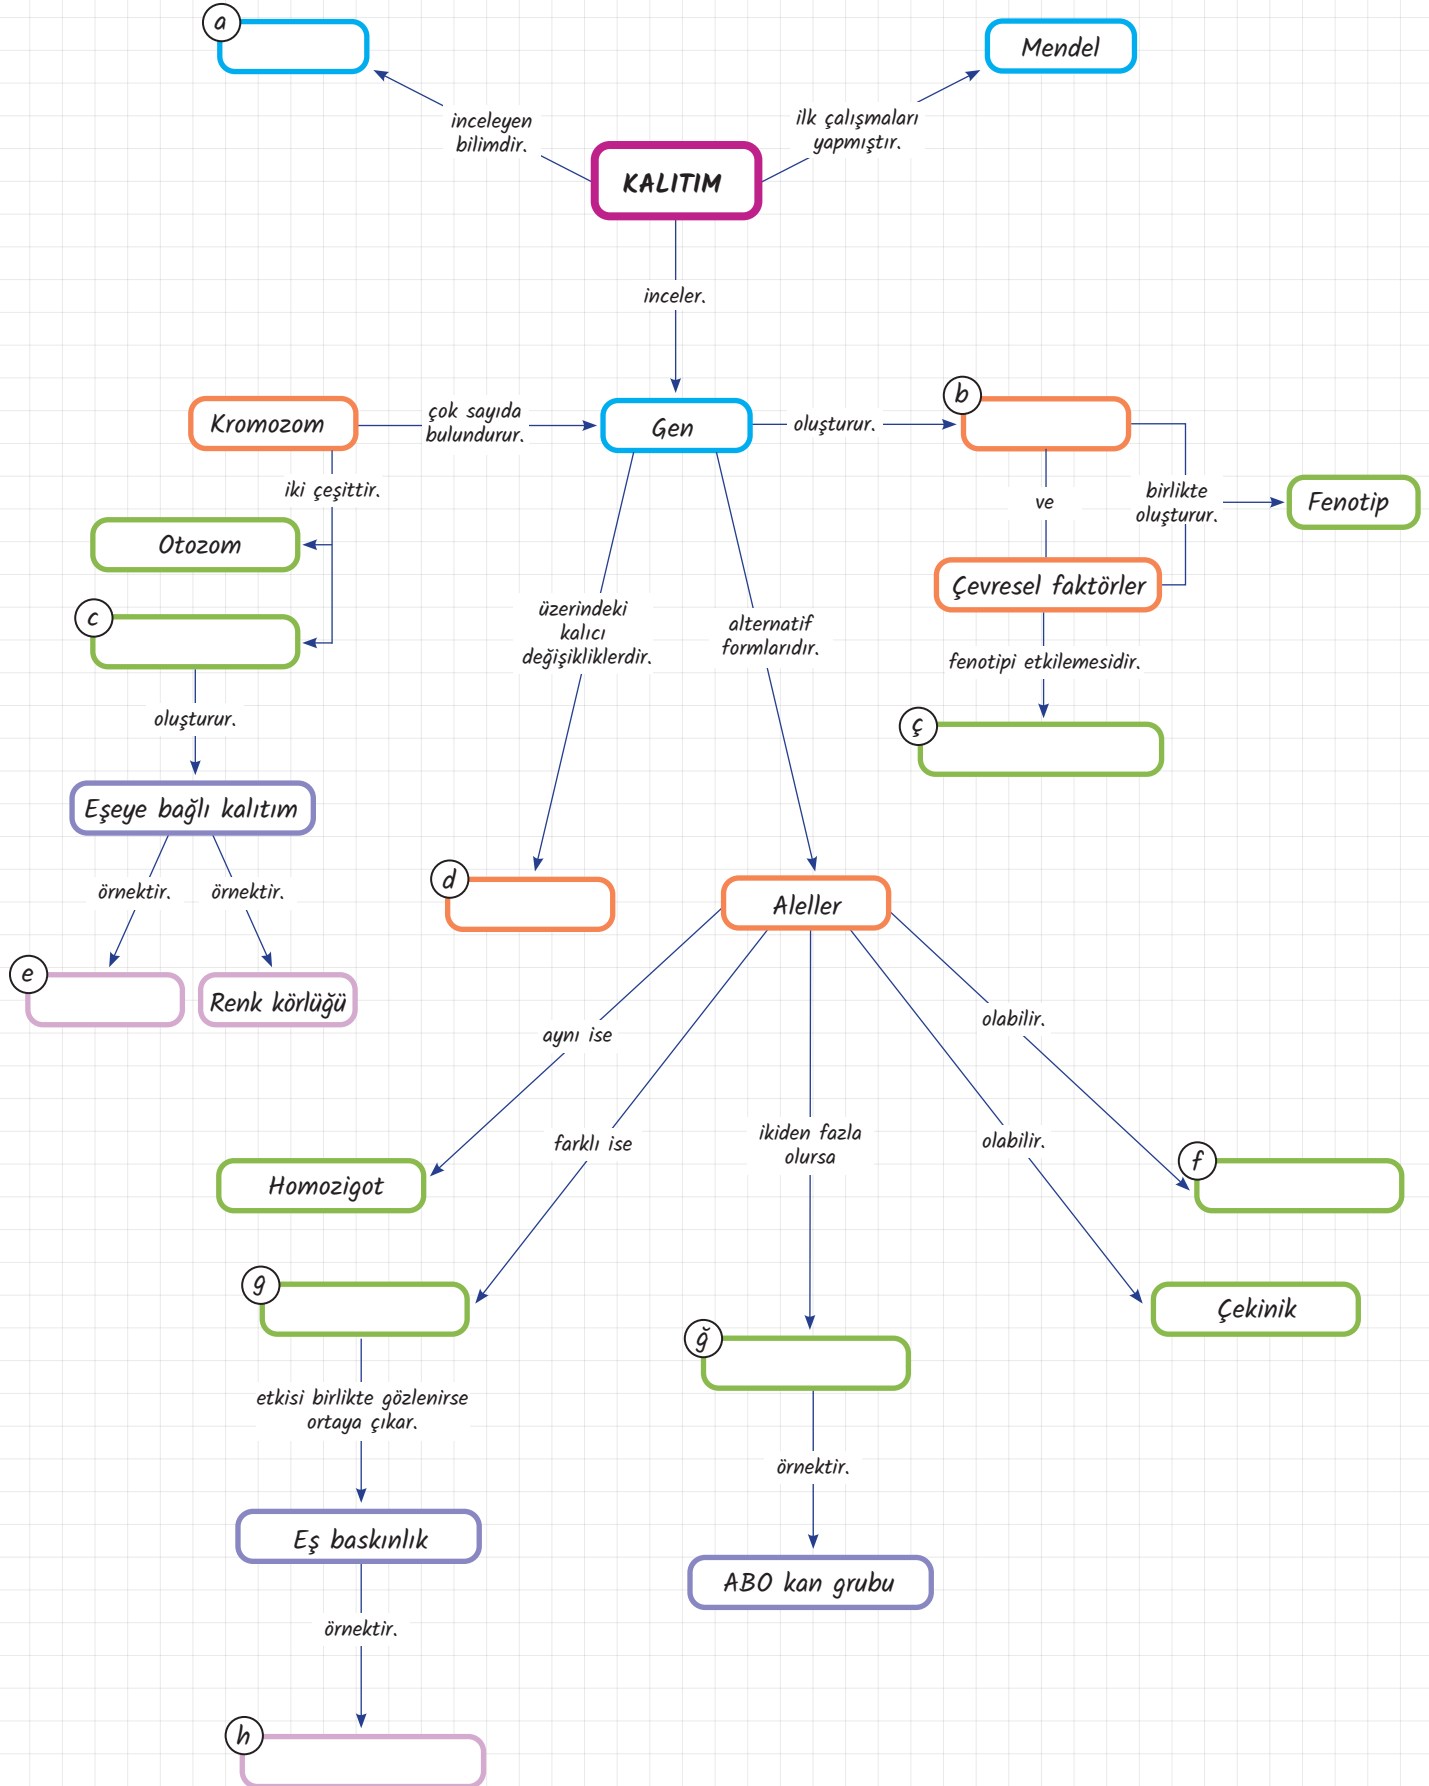 a
Mendel
inceleyen
bilimdir.
ilk çalışmaları
yapmıştır.
KALITIM
inceler.
Kromozom
çok sayıda
bulundurur.
Gen
oluşturur.
b
iki çeşittir.
ve
birlikte
oluşturur.
Fenotip
Otozom
Çevresel faktörler
c
üzerindeki
kalıcı
değişikliklerdir.
alternatif
formlarıdır.
fenotipi etkilemesidir.
oluşturur.
ç
Eşeye bağlı kalıtım
örnektir.
örnektir.
d
Aleller
e
Renk körlüğü
aynı ise
olabilir.
farklı ise
ikiden fazla
olursa
olabilir.
f
Homozigot
g
Çekinik
ğ
etkisi birlikte gözlenirse
ortaya çıkar.
örnektir.
Eş baskınlık
ABO kan grubu
örnektir.
h